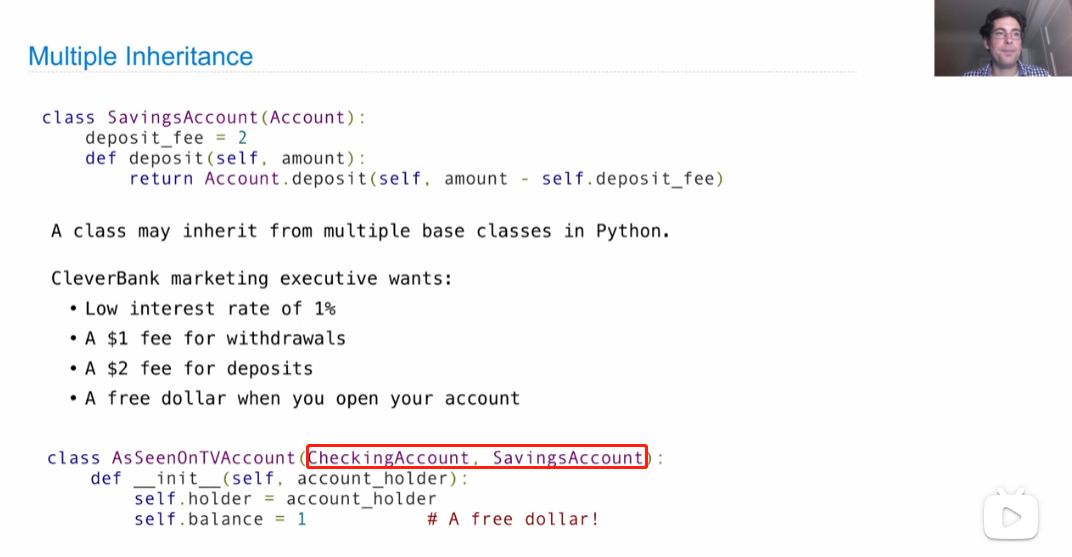 Multiple Inheritance
class SavingsAccount(Account):
    deposit_fee = 2
    def deposit(self, amount):
        return Account.deposit(self, amount - self.deposit_fee)
A class may inherit from multiple base classes in Python.
CleverBank marketing executive wants:
• Low interest rate of 1%
• A $1 fee for withdrawals
• A $2 fee for deposits
• A free dollar when you open your account
class AsSeenOnTVAccount(CheckingAccount, SavingsAccount):
    def __init__(self, account_holder):
        self.holder = account_holder
        self.balance = 1           # A free dollar!